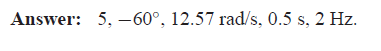 Answer: 5, −60°, 12.57 rad/s, 0.5 s, 2 Hz.